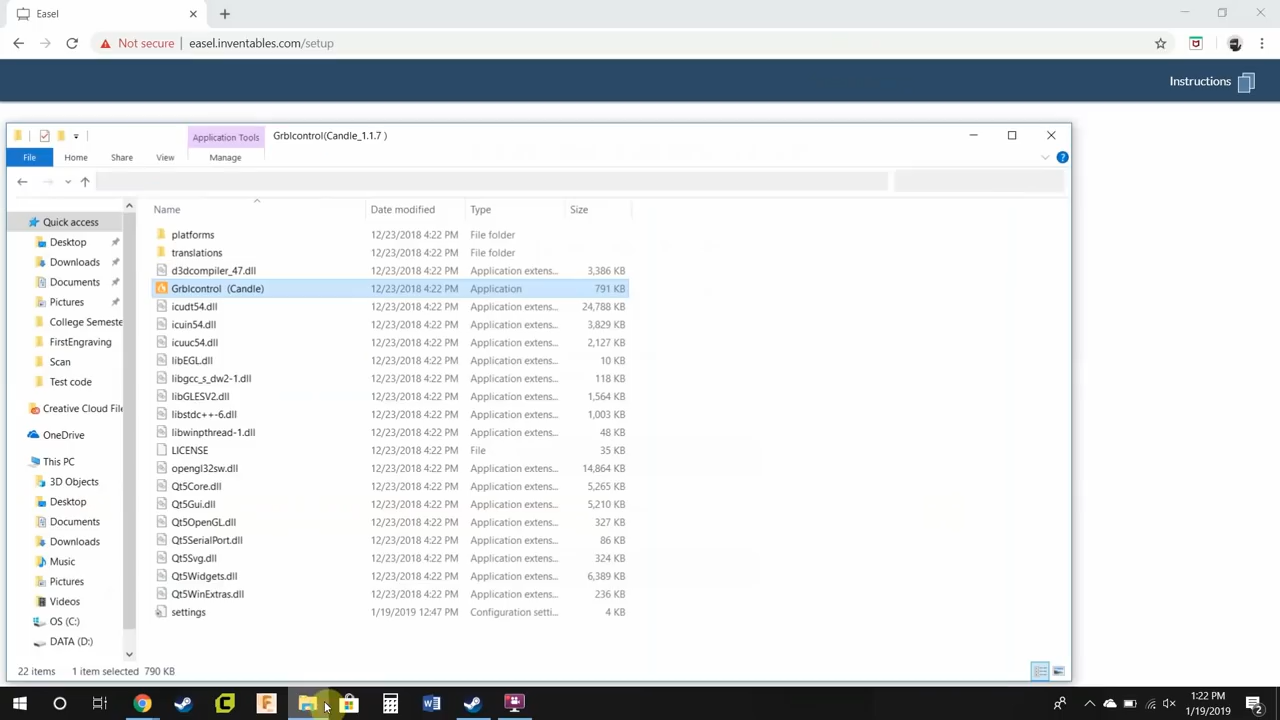 Easel
Not secure easel.inventables.com/setup
Instructions
Application Tools Grblcontrol(Candle_1.1.7 )
File Home Share View Manage
Name Date modified Type Size
Quick access
Desktop
Downloads
Documents
Pictures
College Semeste
FirstEngraving
Scan
Test code
Creative Cloud File
OneDrive
This PC
3D Objects
Desktop
Documents
Downloads
Music
Pictures
Videos
OS (C:)
DATA (D:)
platforms 12/23/2018 4:22 PM File folder
translations 12/23/2018 4:22 PM File folder
d3dcompiler_47.dll 12/23/2018 4:22 PM Application extens... 3,386 KB
Grblcontrol (Candle) 12/23/2018 4:22 PM Application 791 KB
icudt54.dll 12/23/2018 4:22 PM Application extens... 24,788 KB
icuin54.dll 12/23/2018 4:22 PM Application extens... 3,829 KB
icuuc54.dll 12/23/2018 4:22 PM Application extens... 2,127 KB
libEGL.dll 12/23/2018 4:22 PM Application extens... 10 KB
libgcc_s_dw2-1.dll 12/23/2018 4:22 PM Application extens... 118 KB
libGLESV2.dll 12/23/2018 4:22 PM Application extens... 1,564 KB
libstdc++-6.dll 12/23/2018 4:22 PM Application extens... 1,003 KB
libwinpthread-1.dll 12/23/2018 4:22 PM Application extens... 48 KB
LICENSE 12/23/2018 4:22 PM File 35 KB
opengl32sw.dll 12/23/2018 4:22 PM Application extens... 14,864 KB
Qt5Core.dll 12/23/2018 4:22 PM Application extens... 5,265 KB
Qt5Gui.dll 12/23/2018 4:22 PM Application extens... 5,210 KB
Qt5OpenGL.dll 12/23/2018 4:22 PM Application extens... 327 KB
Qt5SerialPort.dll 12/23/2018 4:22 PM Application extens... 86 KB
Qt5Svg.dll 12/23/2018 4:22 PM Application extens... 324 KB
Qt5Widgets.dll 12/23/2018 4:22 PM Application extens... 6,389 KB
Qt5WinExtras.dll 12/23/2018 4:22 PM Application extens... 236 KB
settings 1/19/2019 12:47 PM Configuration setti... 4 KB
22 items 1 item selected 790 KB
1:22 PM
1/19/2019
2